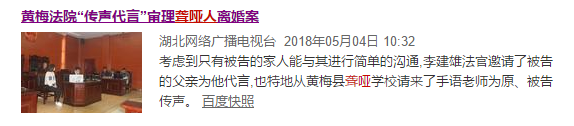 黄梅法院“传声代言”审理聋哑人离婚案
湖北网络广播电视台 2018年05月04日 10:32
考虑到只有被告的家人能与其进行简单的沟通,李建雄法官邀请了被告
的父亲为他代言,也特地从黄梅县聋哑学校请来了手语老师为原、被告
传声。 百度快照